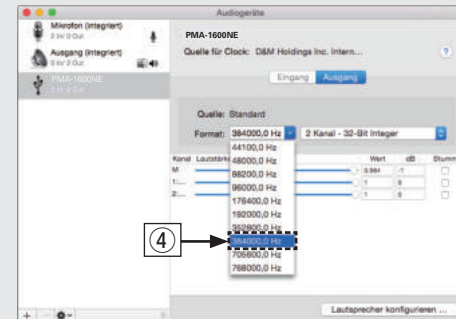 Audiogeräte
Mikrofon (integriert)
2 In/ 0 Out
Ausgang (integriert)
0 In/ 2 Out
PMA-1600NE
0 In/ 2 Out
PMA-1600NE
Quelle für Clock: D&M Holdings Inc. Intern...
?
Eingang Ausgang
Quelle: Standard
Format: 384000,0 Hz 2 Kanal - 32-Bit Integer
44100,0 Hz
48000,0 Hz
88200,0 Hz
96000,0 Hz
176400,0 Hz
192000,0 Hz
352800,0 Hz
384000,0 Hz
705600,0 Hz
768000,0 Hz
Kanal Lautstärke Wert dB Stumm
M 0.984 -1
1:... 1 0
2:... 1 0
4
Lautsprecher konfigurieren ...